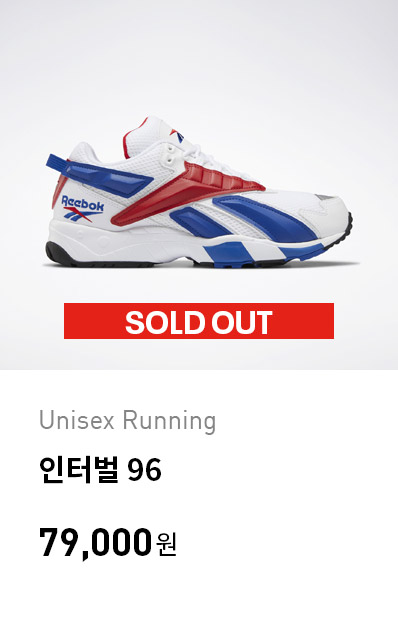 Reebok
SOLD OUT
Unisex Running
인터벌 96
79,000원